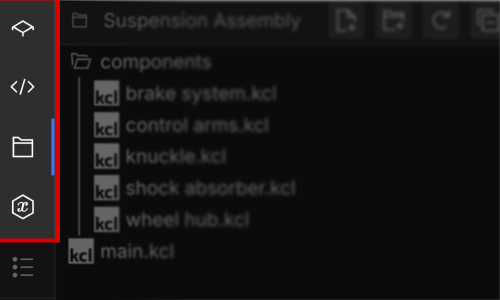 Suspension Assembly
components
kcl brake system.kcl
kcl control arms.kcl
kcl knuckle.kcl
kcl shock absorber.kcl
kcl wheel hub.kcl
kcl main.kcl